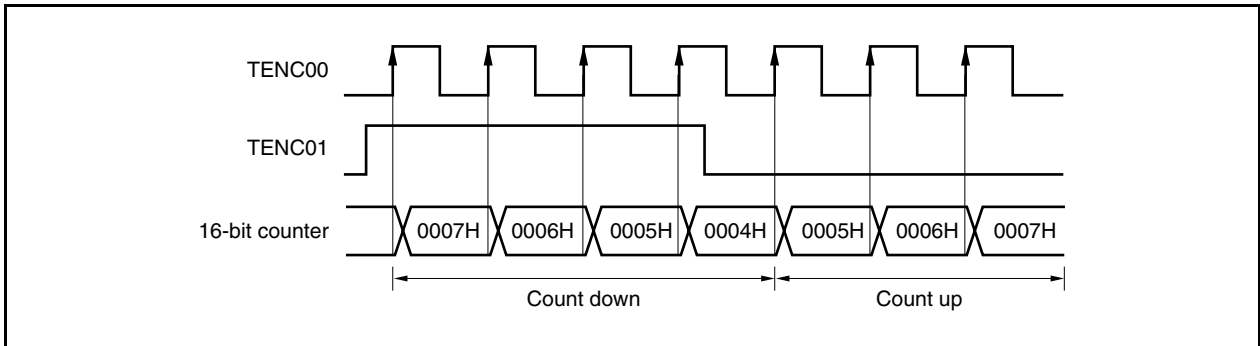 TENC00
TENC01
16-bit counter 0007H 0006H 0005H 0004H 0005H 0006H 0007H
Count down Count up